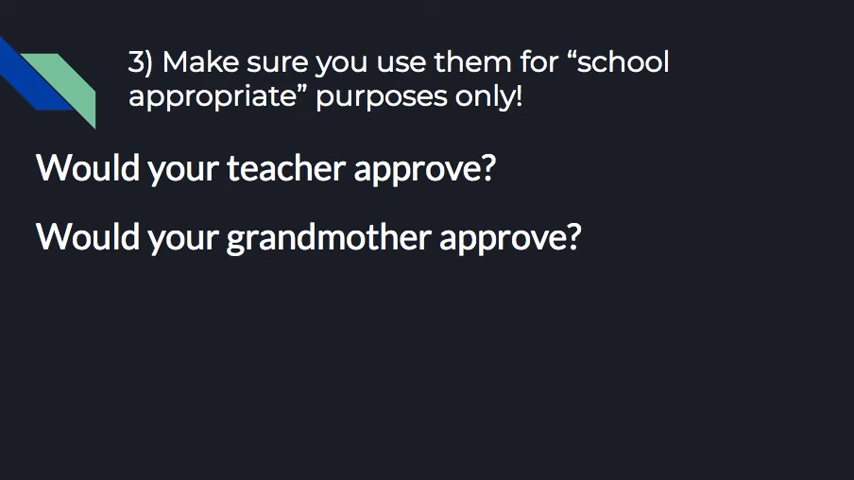 3) Make sure you use them for “school
appropriate” purposes only!
Would your teacher approve?
Would your grandmother approve?